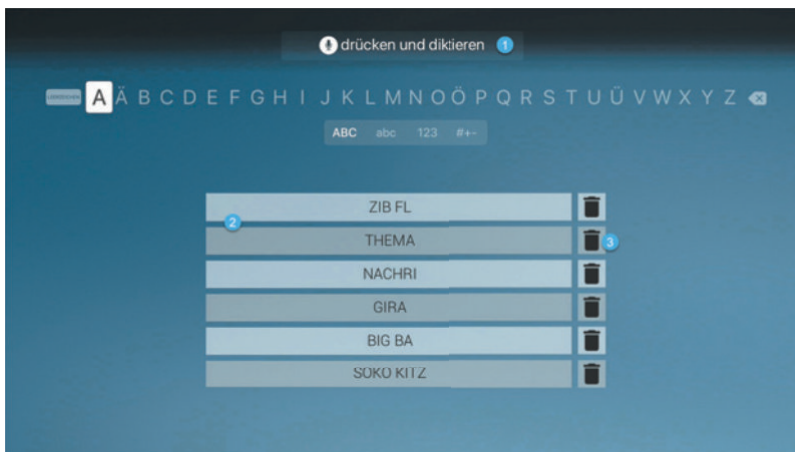 drücken und diktieren 1
A Ä B C D E F G H I J K L M N O Ö P Q R S T U Ü V W X Y Z
ABC abc 123 #+-
ZIB FL
2
THEMA 3
NACHRI
GIRA
BIG BA
SOKO KITZ